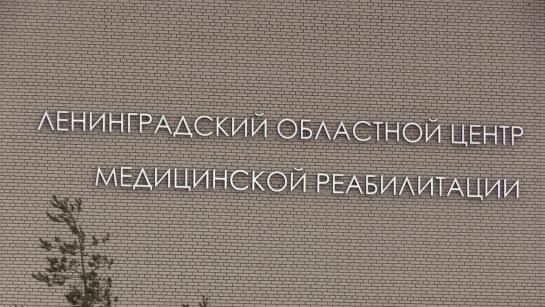 ЛЕНИНГРАДСКИЙ ОБЛАСТНОЙ ЦЕНТР
МЕДИЦИНСКОЙ РЕАБИЛИТАЦИИ